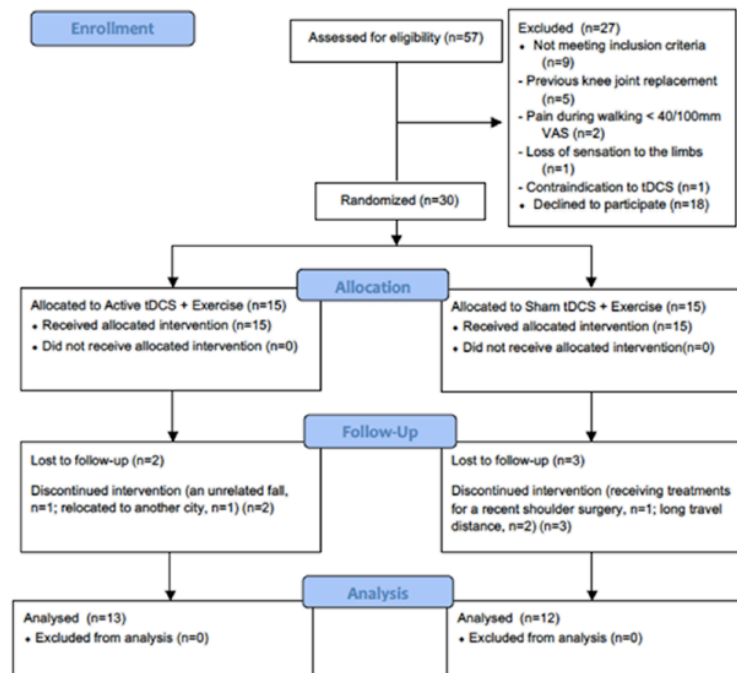 Enrollment
Assessed for eligibility (n=57)
Excluded (n=27)
• Not meeting inclusion criteria
(n=9)
- Previous knee joint replacement
(n=5)
- Pain during walking < 40/100mm
VAS (n=2)
- Loss of sensation to the limbs
(n=1)
- Contraindication to tDCS (n=1)
• Declined to participate (n=18)
Randomized (n=30)
Allocation
Allocated to Active tDCS + Exercise (n=15)
• Received allocated intervention (n=15)
• Did not receive allocated intervention (n=0)
Allocated to Sham tDCS + Exercise (n=15)
• Received allocated intervention (n=15)
• Did not receive allocated intervention(n=0)
Follow-Up
Lost to follow-up (n=2)
Discontinued intervention (an unrelated fall,
n=1; relocated to another city, n=1) (n=2)
Lost to follow-up (n=3)
Discontinued intervention (receiving treatments
for a recent shoulder surgery, n=1; long travel
distance, n=2) (n=3)
Analysis
Analysed (n=13)
• Excluded from analysis (n=0)
Analysed (n=12)
• Excluded from analysis (n=0)